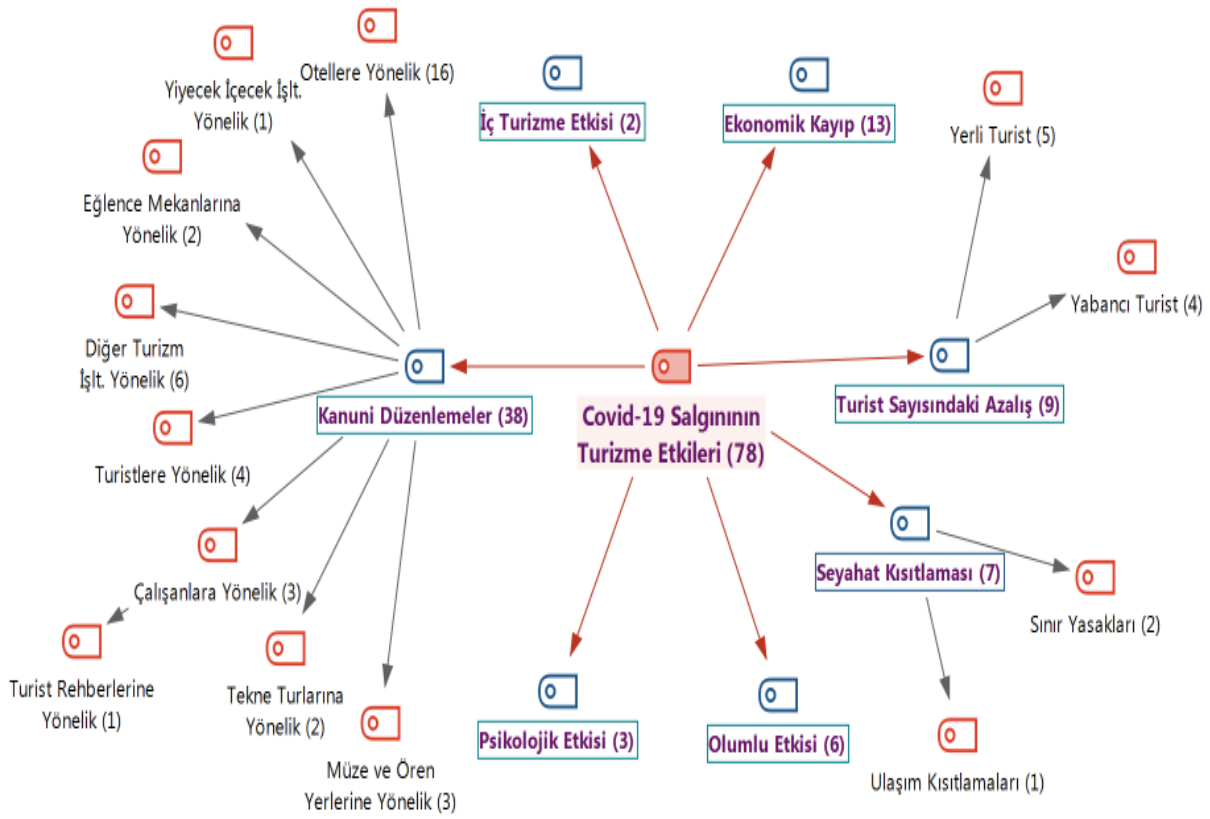 Otellere Yönelik (16)
Yiyecek İçecek İşlt.
Yönelik (1)
Eğlence Mekanlarına
Yönelik (2)
Diğer Turizm
İşlt. Yönelik (6)
Turistlere Yönelik (4)
Çalışanlara Yönelik (3)
Turist Rehberlerine
Yönelik (1)
Tekne Turlarına
Yönelik (2)
Müze ve Ören
Yerlerine Yönelik (3)
Kanuni Düzenlemeler (38)
İç Turizme Etkisi (2)
Ekonomik Kayıp (13)
Covid-19 Salgınının
Turizme Etkileri (78)
Psikolojik Etkisi (3)
Olumlu Etkisi (6)
Yerli Turist (5)
Yabancı Turist (4)
Turist Sayısındaki Azalış (9)
Seyahat Kısıtlaması (7)
Sınır Yasakları (2)
Ulaşım Kısıtlamaları (1)